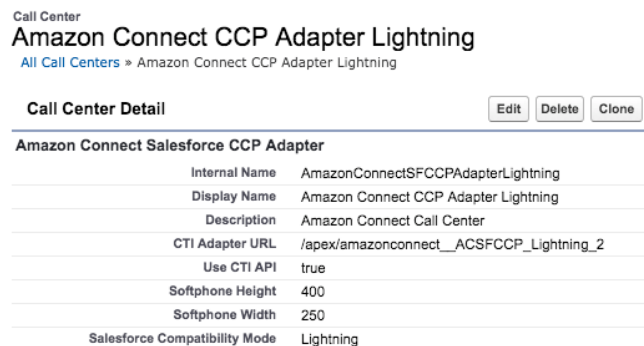 Call Center
Amazon Connect CCP Adapter Lightning
All Call Centers » Amazon Connect CCP Adapter Lightning
Call Center Detail Edit Delete Clone
Amazon Connect Salesforce CCP Adapter
Internal Name AmazonConnectSFCCPAdapterLightning
Display Name Amazon Connect CCP Adapter Lightning
Description Amazon Connect Call Center
CTI Adapter URL /apex/amazonconnect__ACSFCCP_Lightning_2
Use CTI API true
Softphone Height 400
Softphone Width 250
Salesforce Compatibility Mode Lightning